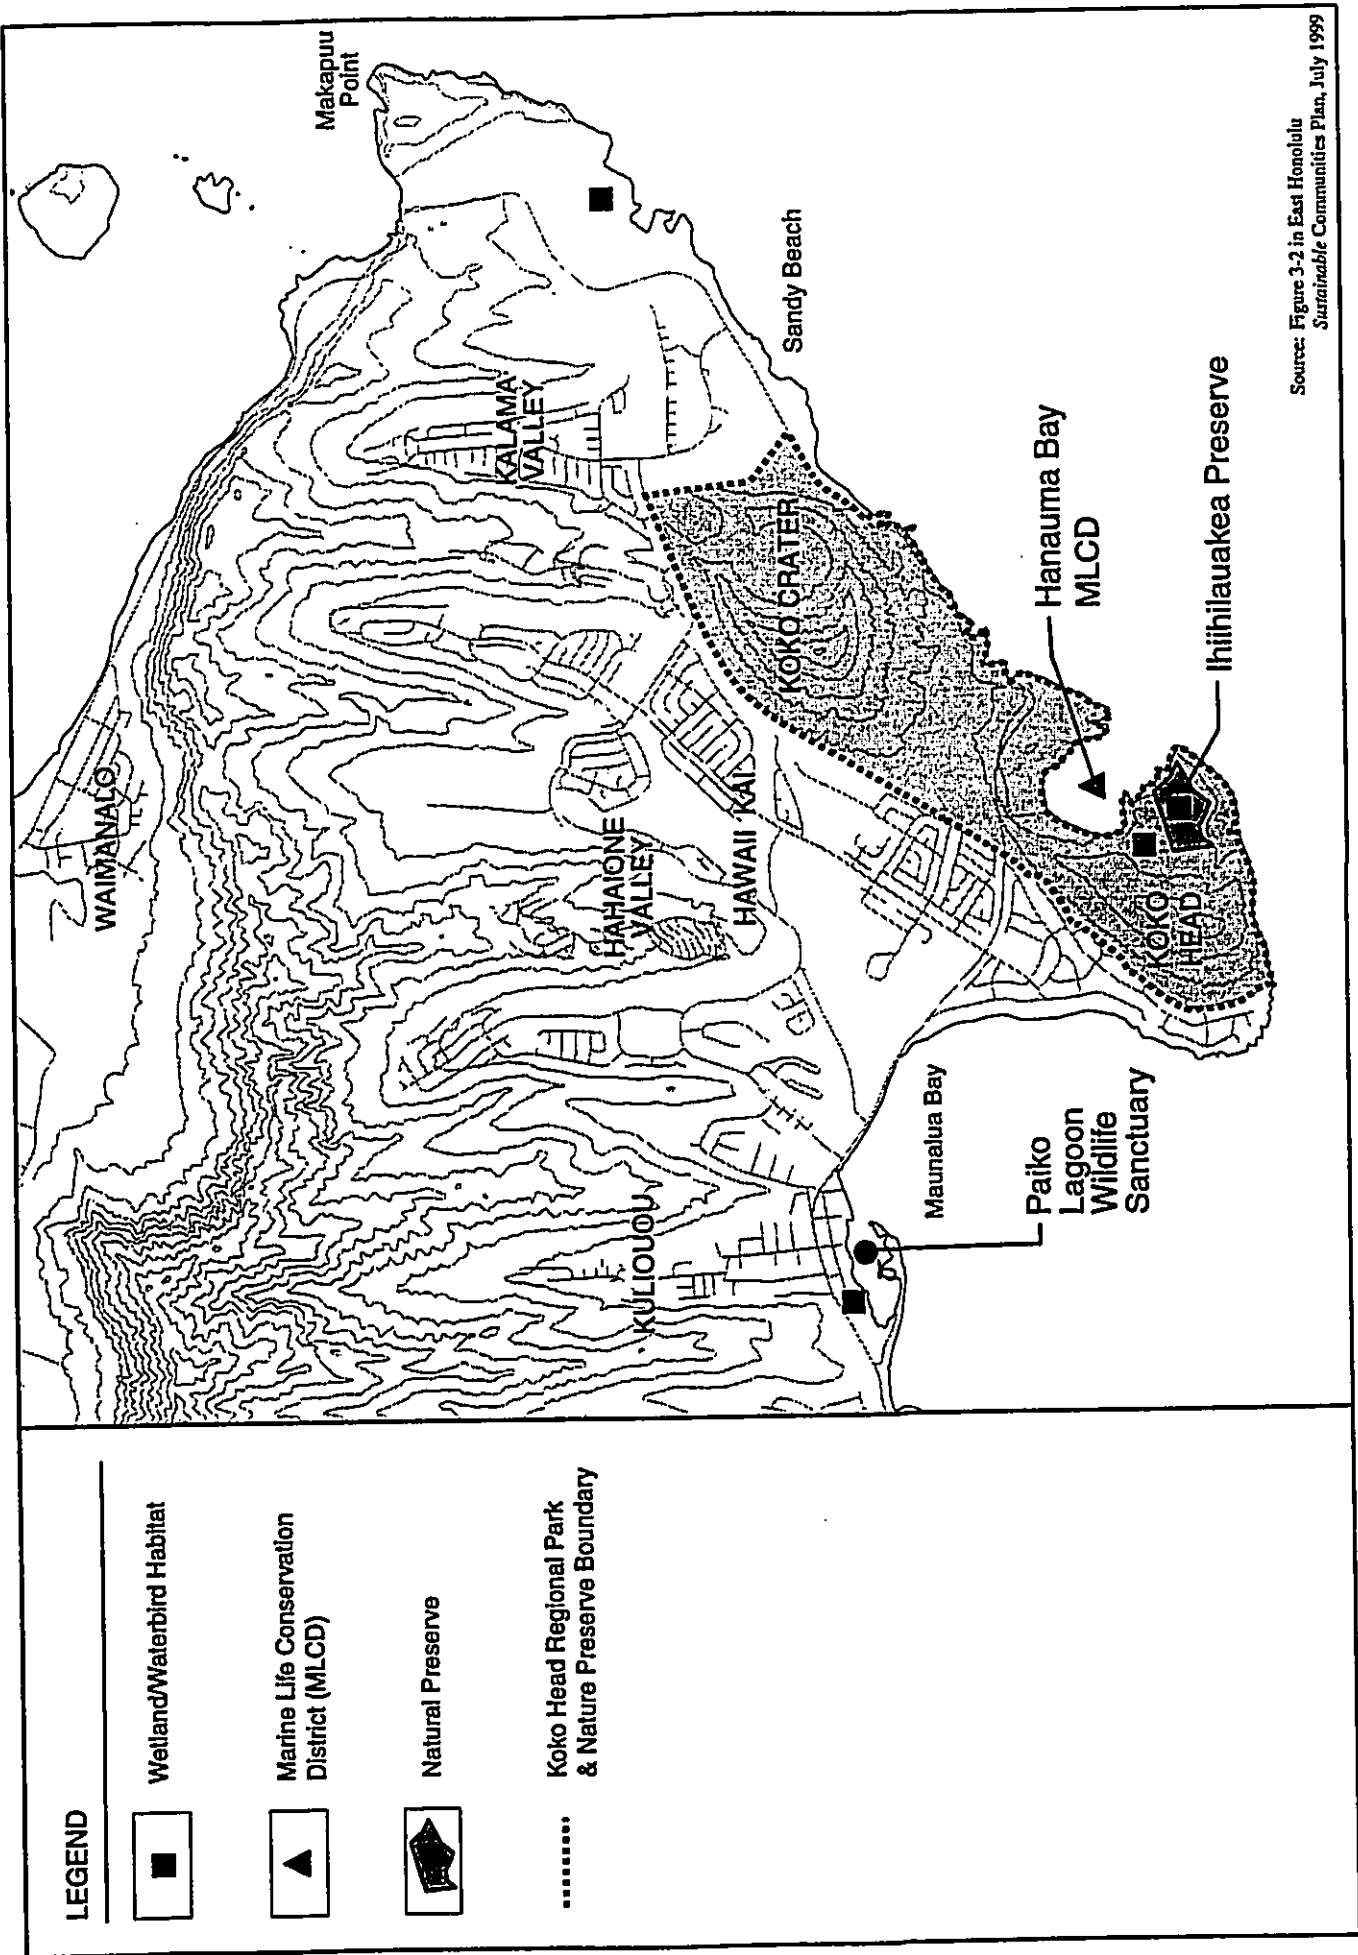 LEGEND
Wetland/Waterbird Habitat
Marine Life Conservation
District (MLCD)
Natural Preserve
Koko Head Regional Park
& Nature Preserve Boundary
Makapuu
Point
WAIMANALO
KALAMA
VALLEY
Sandy Beach
HAHAIONE
VALLEY
HAWAII KAI
KOKO CRATER
KULIOUOU
Maunalua Bay
Paiko
Lagoon
Wildlife
Sanctuary
KOKO
HEAD
Hanauma Bay
MLCD
Ihiihilauakea Preserve
Source: Figure 3-2 in East Honolulu
Sustainable Communities Plan, July 1999